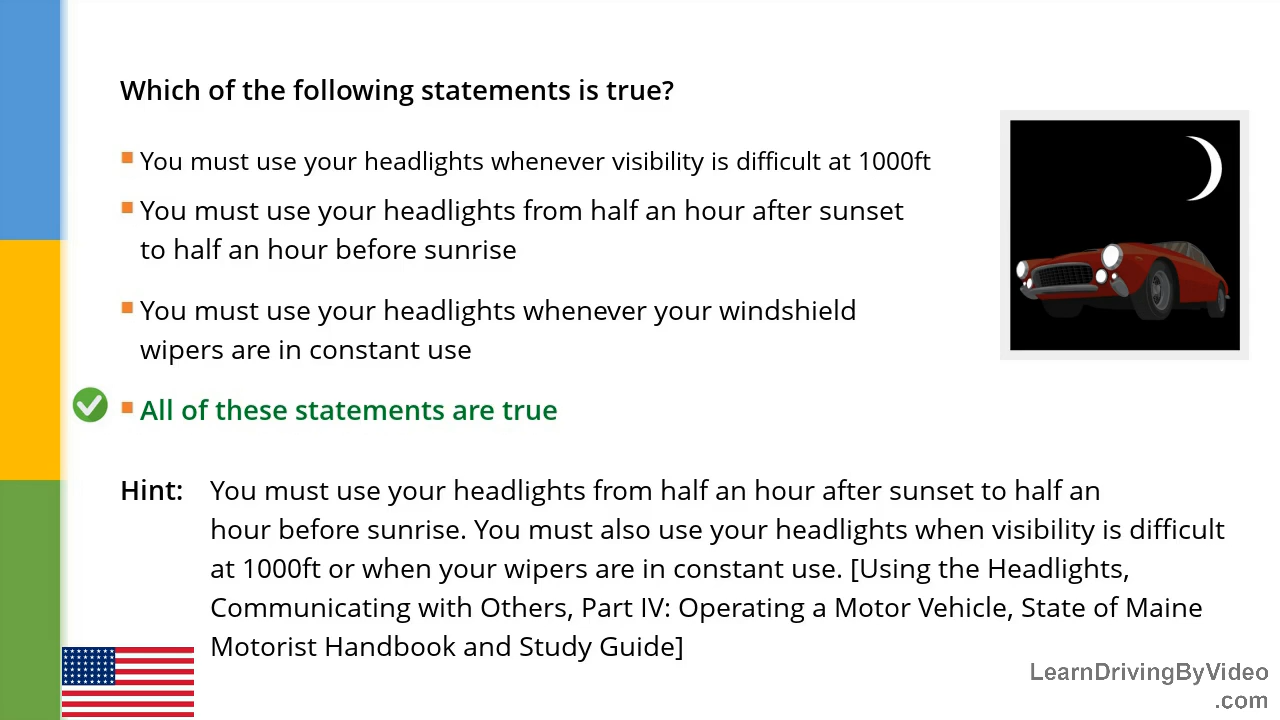 Which of the following statements is true?
You must use your headlights whenever visibility is difficult at 1000ft
You must use your headlights from half an hour after sunset
to half an hour before sunrise
You must use your headlights whenever your windshield
wipers are in constant use
All of these statements are true
Hint: You must use your headlights from half an hour after sunset to half an
hour before sunrise. You must also use your headlights when visibility is difficult
at 1000ft or when your wipers are in constant use. [Using the Headlights,
Communicating with Others, Part IV: Operating a Motor Vehicle, State of Maine
Motorist Handbook and Study Guide]
LearnDrivingByVideo
.com